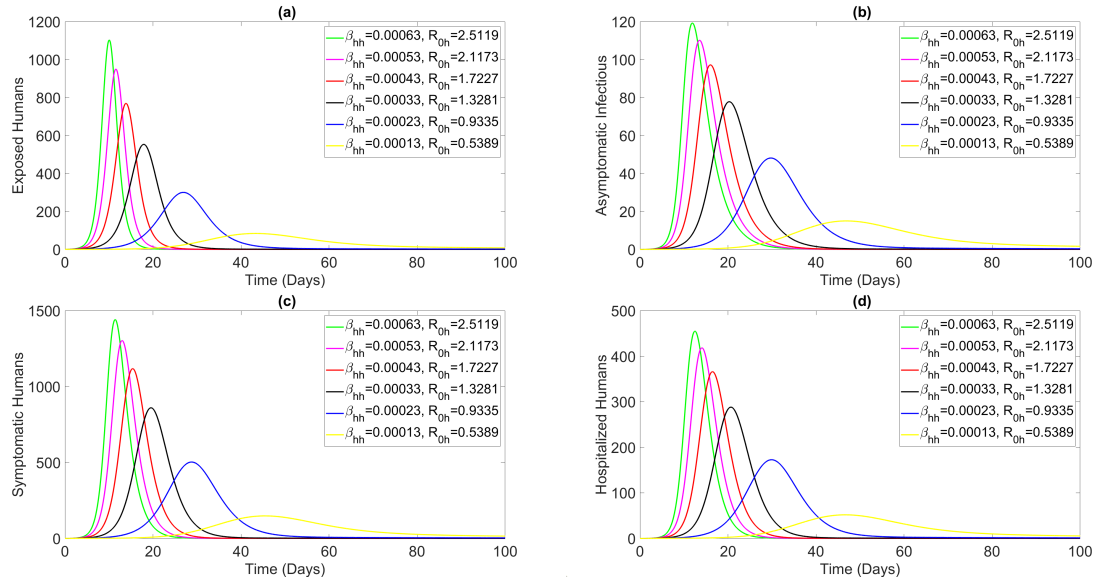 (a)
1200
1000
800
600
400
200
0
Exposed Humans
β_hh=0.00063, R_0h=2.5119
β_hh=0.00053, R_0h=2.1173
β_hh=0.00043, R_0h=1.7227
β_hh=0.00033, R_0h=1.3281
β_hh=0.00023, R_0h=0.9335
β_hh=0.00013, R_0h=0.5389
0 20 40 60 80 100
Time (Days)
(b)
120
100
80
60
40
20
0
Asymptomatic Infectious
β_hh=0.00063, R_0h=2.5119
β_hh=0.00053, R_0h=2.1173
β_hh=0.00043, R_0h=1.7227
β_hh=0.00033, R_0h=1.3281
β_hh=0.00023, R_0h=0.9335
β_hh=0.00013, R_0h=0.5389
0 20 40 60 80 100
Time (Days)
(c)
1500
1000
500
0
Symptomatic Humans
β_hh=0.00063, R_0h=2.5119
β_hh=0.00053, R_0h=2.1173
β_hh=0.00043, R_0h=1.7227
β_hh=0.00033, R_0h=1.3281
β_hh=0.00023, R_0h=0.9335
β_hh=0.00013, R_0h=0.5389
0 20 40 60 80 100
Time (Days)
(d)
500
400
300
200
100
0
Hospitalized Humans
β_hh=0.00063, R_0h=2.5119
β_hh=0.00053, R_0h=2.1173
β_hh=0.00043, R_0h=1.7227
β_hh=0.00033, R_0h=1.3281
β_hh=0.00023, R_0h=0.9335
β_hh=0.00013, R_0h=0.5389
0 20 40 60 80 100
Time (Days)